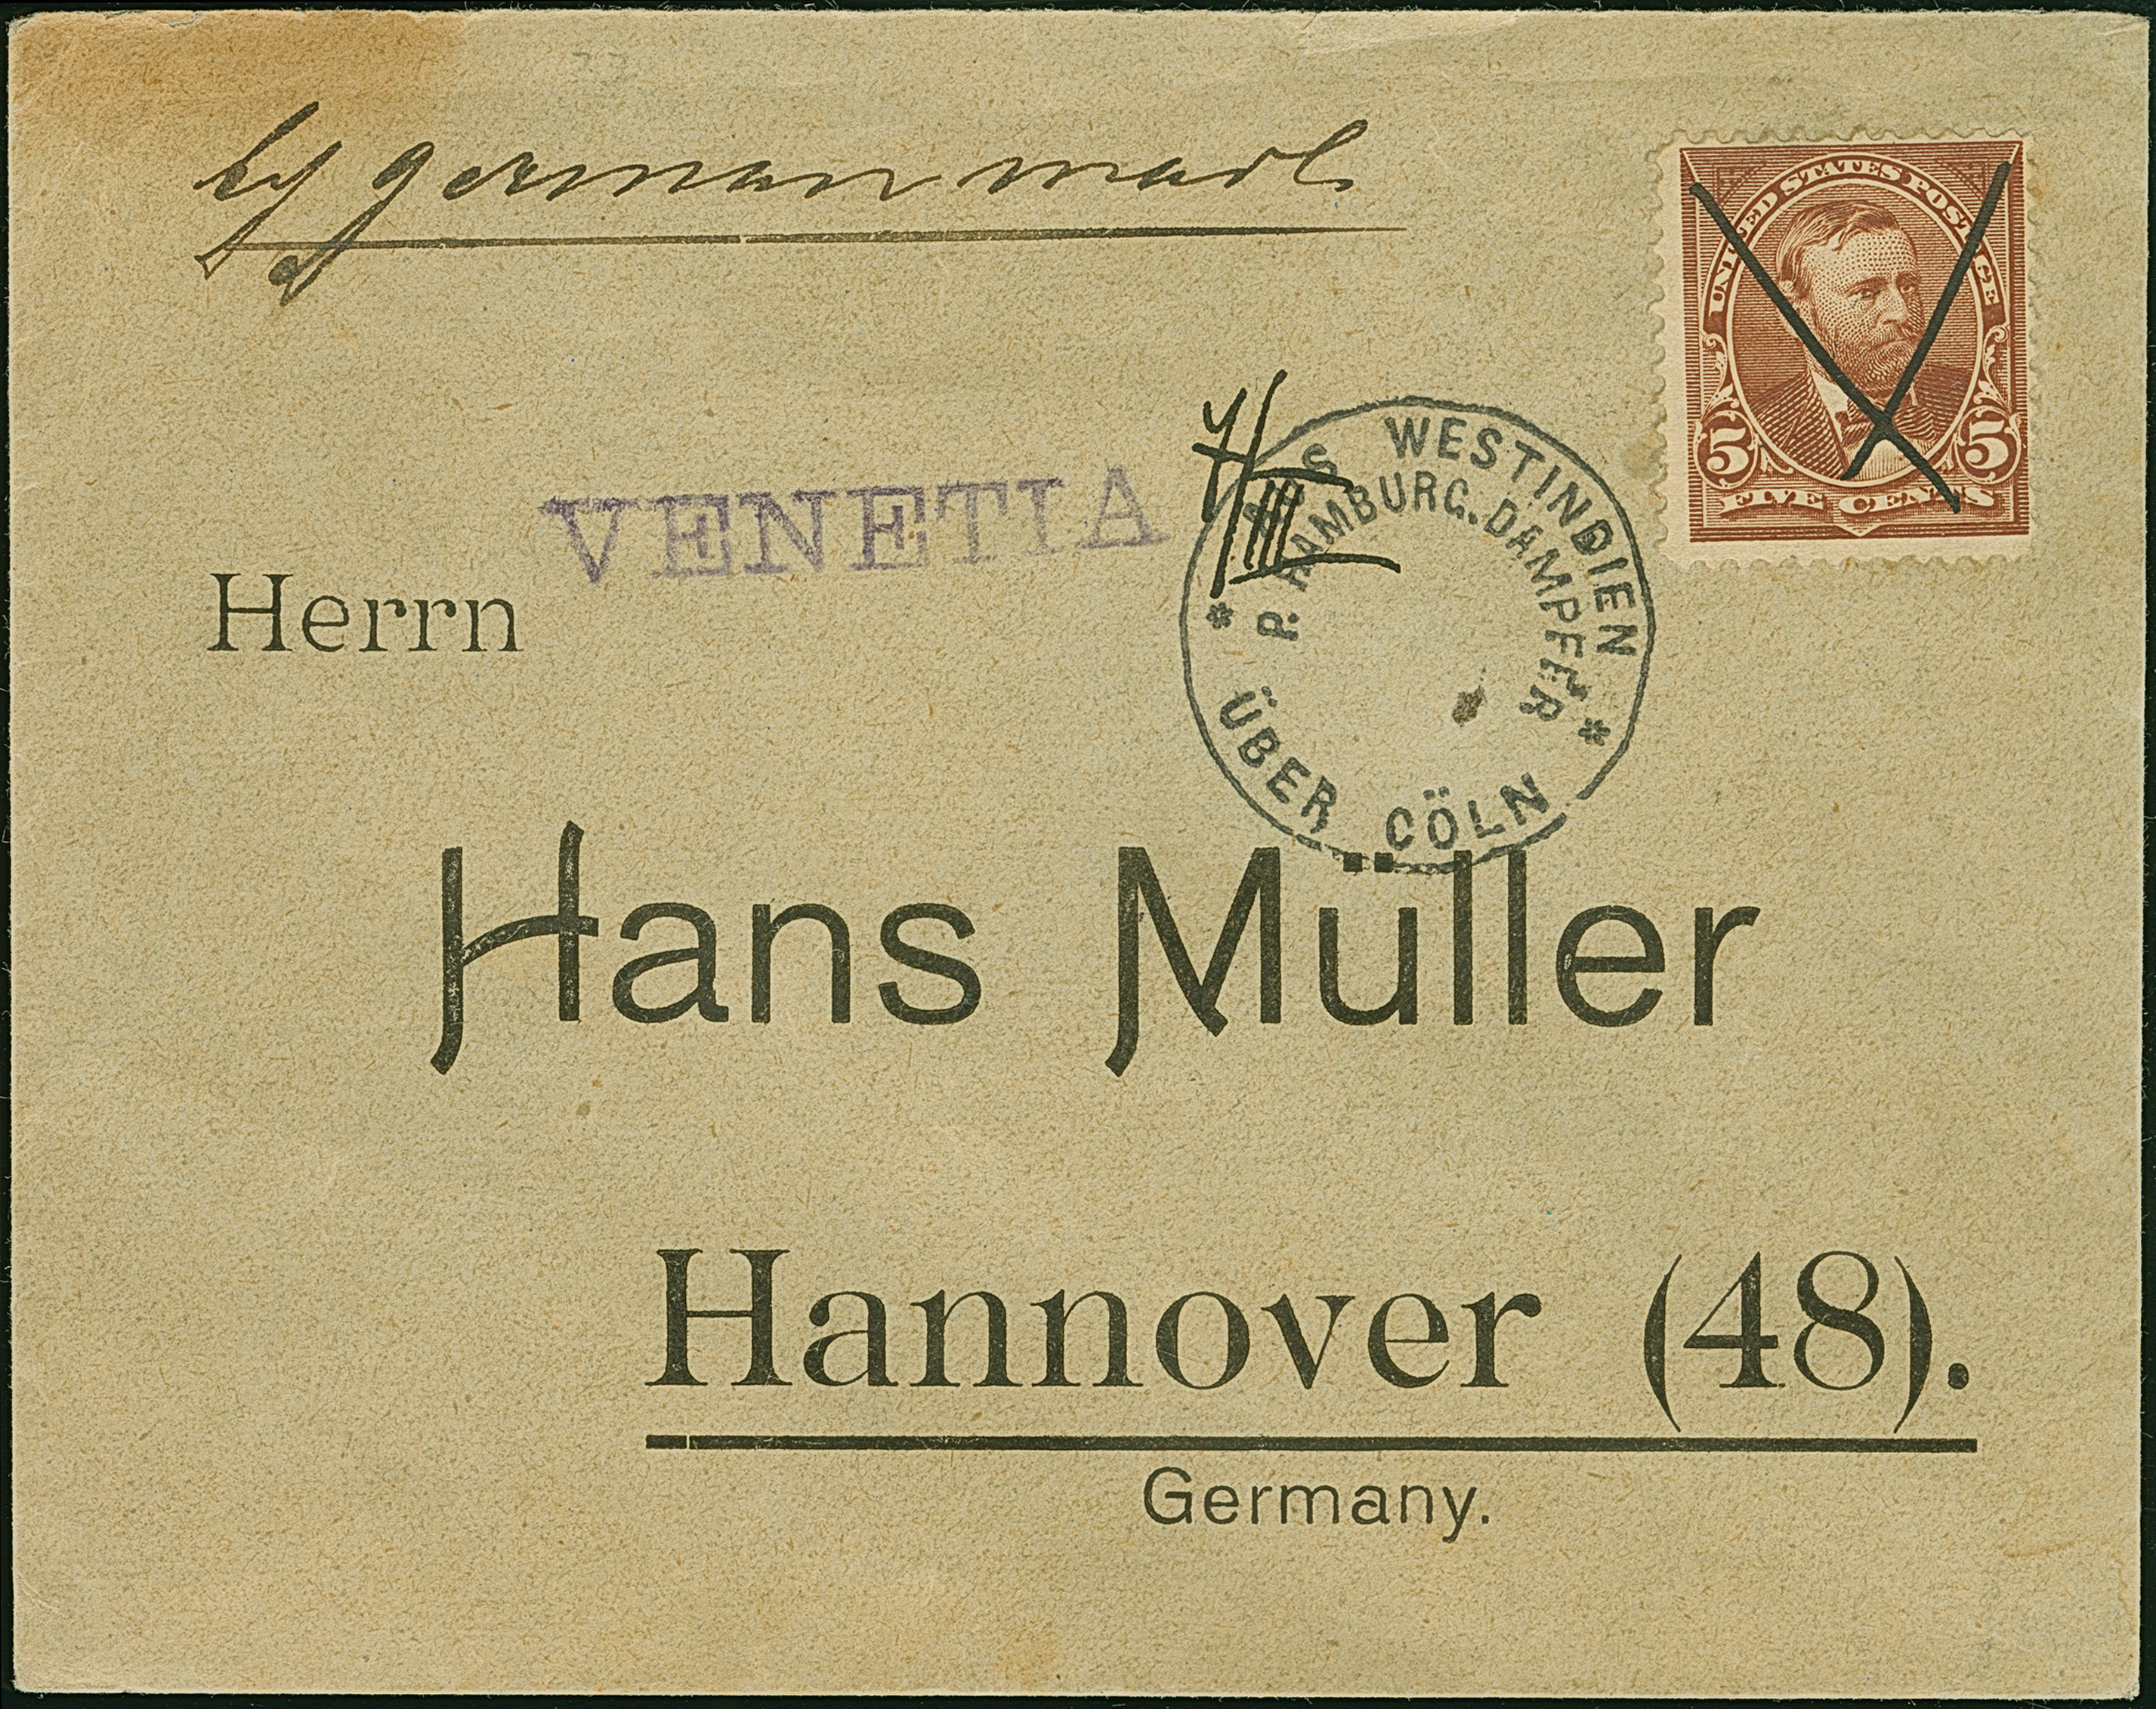 by german mail
UNITED STATES POSTAGE
5 5
FIVE CENTS
VENETIA
AUS WESTINDIEN
P. HAMBURG. DAMPFER
* ÜBER CÖLN *
Herrn
Hans Müller
Hannover (48).
Germany.